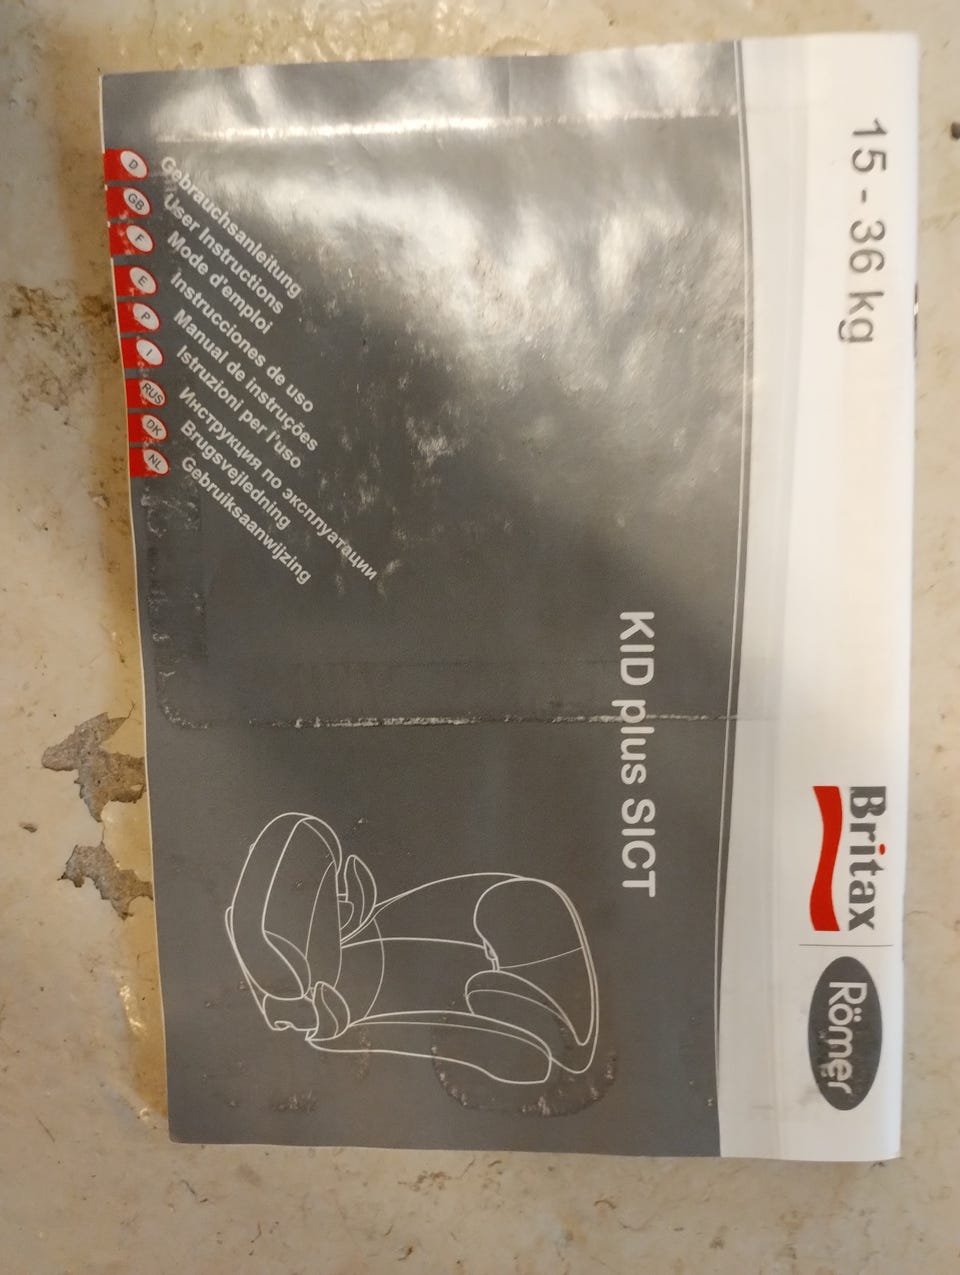 15 - 36 kg
Britax
Römer
KID plus SICT
D Gebrauchsanleitung
GB User Instructions
F Mode d'emploi
E Instrucciones de uso
P Manual de instruções
I Istruzioni per l'uso
RUS Инструкция по эксплуатации
DK Brugsvejledning
NL Gebruiksaanwijzing